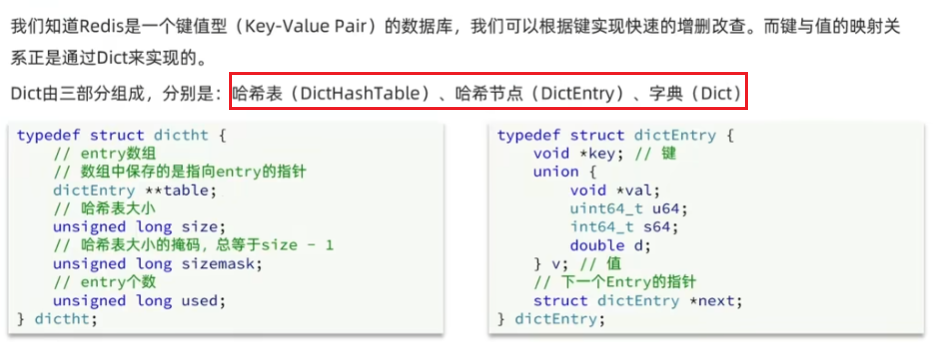 我们知道Redis是一个键值型（Key-Value Pair）的数据库，我们可以根据键实现快速的增删改查。而键与值的映射关
系正是通过Dict来实现的。
Dict由三部分组成，分别是：哈希表（DictHashTable）、哈希节点（DictEntry）、字典（Dict）
typedef struct dictht {
    // entry数组
    // 数组中保存的是指向entry的指针
    dictEntry **table;
    // 哈希表大小
    unsigned long size;
    // 哈希表大小的掩码，总等于size - 1
    unsigned long sizemask;
    // entry个数
    unsigned long used;
} dictht;
typedef struct dictEntry {
    void *key; // 键
    union {
        void *val;
        uint64_t u64;
        int64_t s64;
        double d;
    } v; // 值
    // 下一个Entry的指针
    struct dictEntry *next;
} dictEntry;